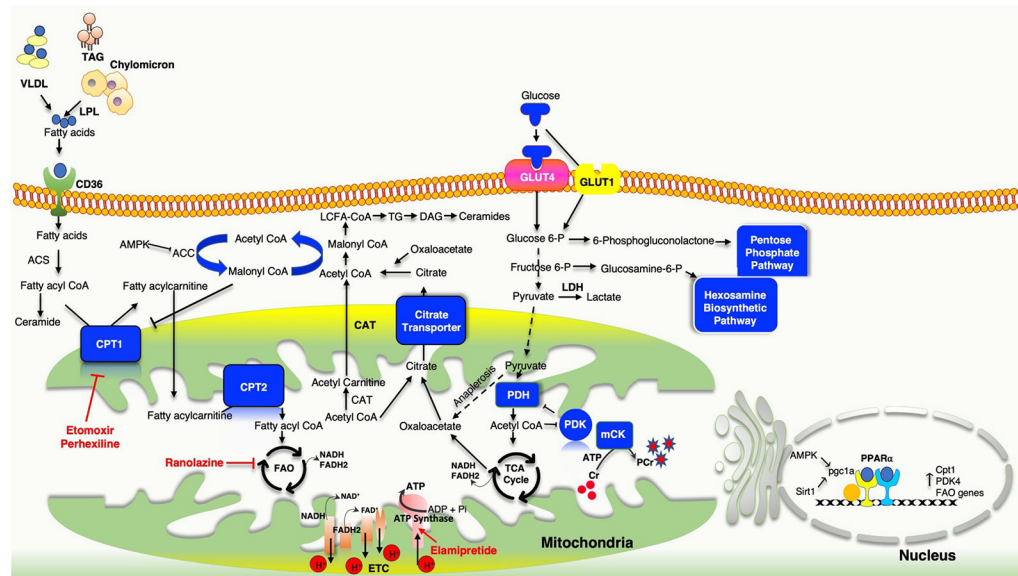 TAG
Chylomicron
VLDL
LPL
Fatty acids
CD36
Fatty acids
ACS
Fatty acyl CoA
Ceramide
AMPK
ACC
Acetyl CoA
Malonyl CoA
Fatty acylcarnitine
CPT1
Etomoxir
Perhexiline
CPT2
Fatty acylcarnitine
Fatty acyl CoA
Ranolazine
FAO
NADH
FADH2
LCFA-CoA
TG
DAG
Ceramides
Malonyl CoA
Acetyl CoA
Oxaloacetate
Citrate
CAT
Citrate
Transporter
Citrate
Acetyl Carnitine
CAT
Acetyl CoA
Oxaloacetate
Anaplerosis
Glucose
GLUT4
GLUT1
Glucose 6-P
6-Phosphogluconolactone
Pentose
Phosphate
Pathway
Fructose 6-P
Glucosamine-6-P
Hexosamine
Biosynthetic
Pathway
Pyruvate
LDH
Lactate
Pyruvate
PDH
Acetyl CoA
PDK
mCK
ATP
PCr
Cr
NADH
FADH2
TCA
Cycle
NADH
NAD+
FADH2
FAD+
ATP
ADP + Pi
ATP Synthase
Elamipretide
H+
H+
H+
H+
ETC
Mitochondria
AMPK
Sirt1
pgc1a
PPARα
Cpt1
PDK4
FAO genes
Nucleus